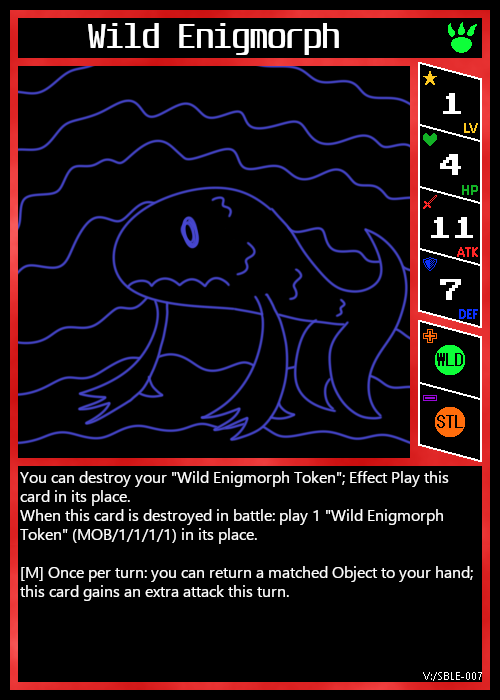 Wild Enigmorph
1
LV
4
HP
11
ATK
7
DEF
WLD
STL
You can destroy your "Wild Enigmorph Token"; Effect Play this
card in its place.
When this card is destroyed in battle: play 1 "Wild Enigmorph
Token" (MOB/1/1/1/1) in its place.
[M] Once per turn: you can return a matched Object to your hand;
this card gains an extra attack this turn.
V:/SBLE-007